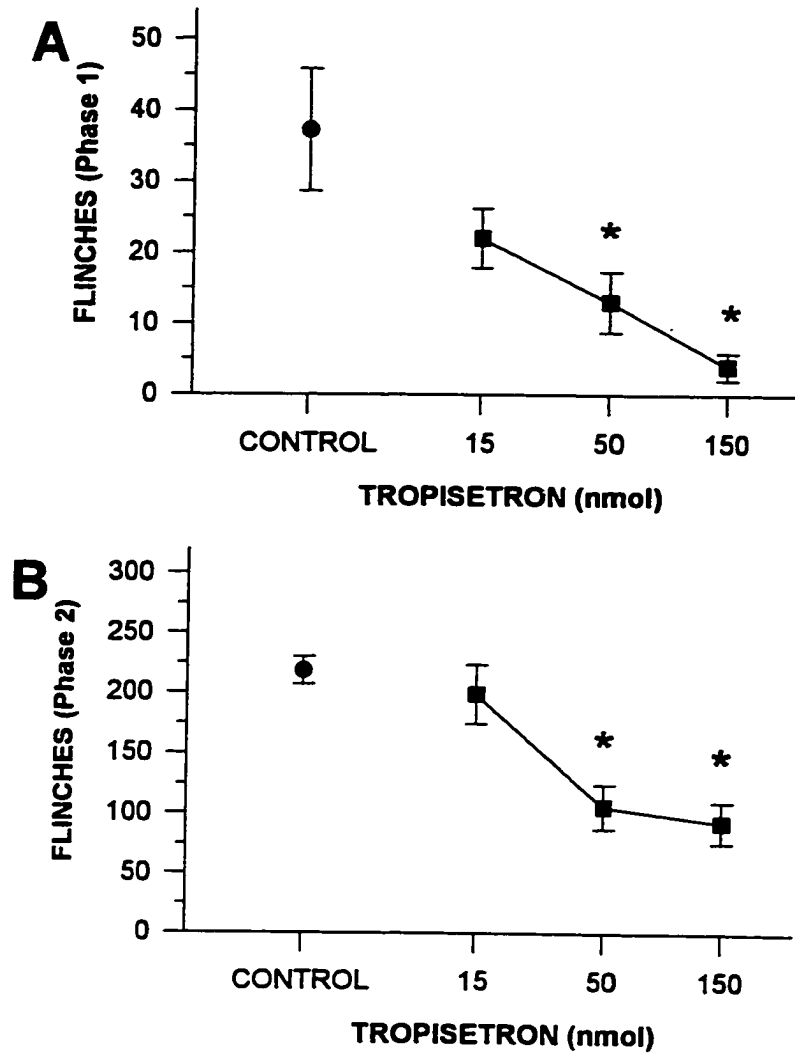 A
FLINCHES (Phase 1)
50
40
30
20
10
0
*
*
CONTROL 15 50 150
TROPISETRON (nmol)
B
FLINCHES (Phase 2)
300
250
200
150
100
50
0
*
*
CONTROL 15 50 150
TROPISETRON (nmol)